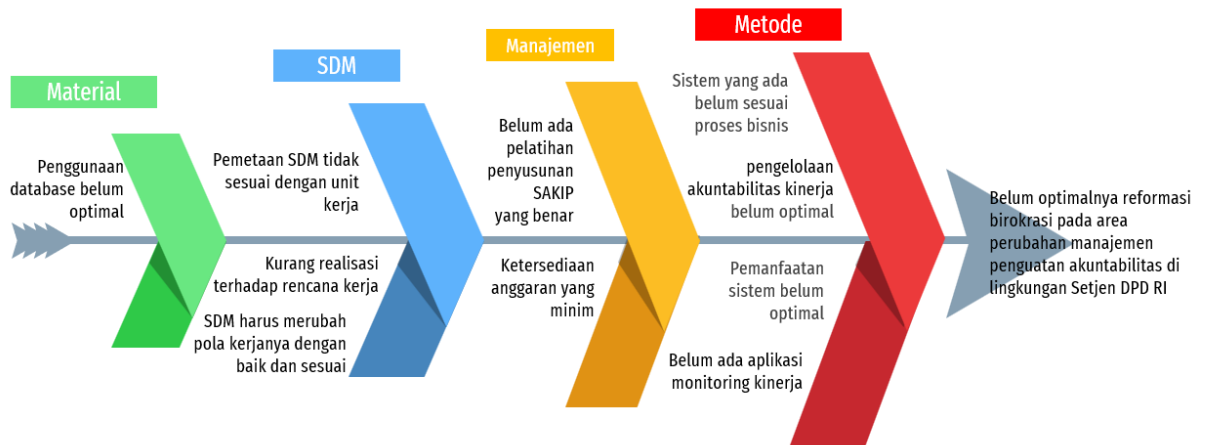 Material
Penggunaan
database belum
optimal
SDM
Pemetaan SDM tidak
sesuai dengan unit
kerja
Kurang realisasi
terhadap rencana kerja
SDM harus merubah
pola kerjanya dengan
baik dan sesuai
Manajemen
Belum ada
pelatihan
penyusunan
SAKIP
yang benar
Ketersediaan
anggaran yang
minim
Metode
Sistem yang ada
belum sesuai
proses bisnis
pengelolaan
akuntabilitas kinerja
belum optimal
Pemanfaatan
sistem belum
optimal
Belum ada aplikasi
monitoring kinerja
Belum optimalnya reformasi
birokrasi pada area
perubahan manajemen
penguatan akuntabilitas di
lingkungan Setjen DPD RI